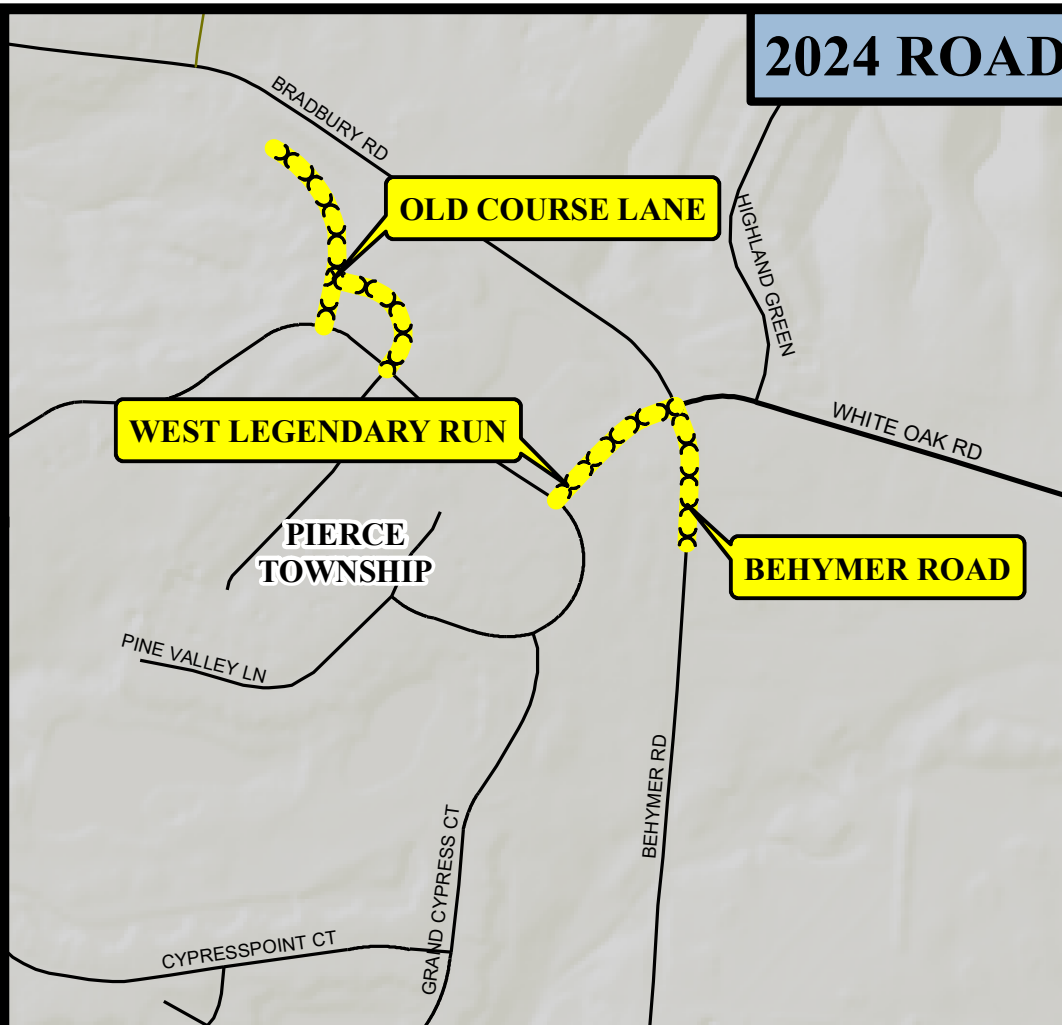 2024 ROAD
BRADBURY RD
OLD COURSE LANE
HIGHLAND GREEN
WEST LEGENDARY RUN
WHITE OAK RD
PIERCE
TOWNSHIP
BEHYMER ROAD
PINE VALLEY LN
BEHYMER RD
GRAND CYPRESS CT
CYPRESSPOINT CT